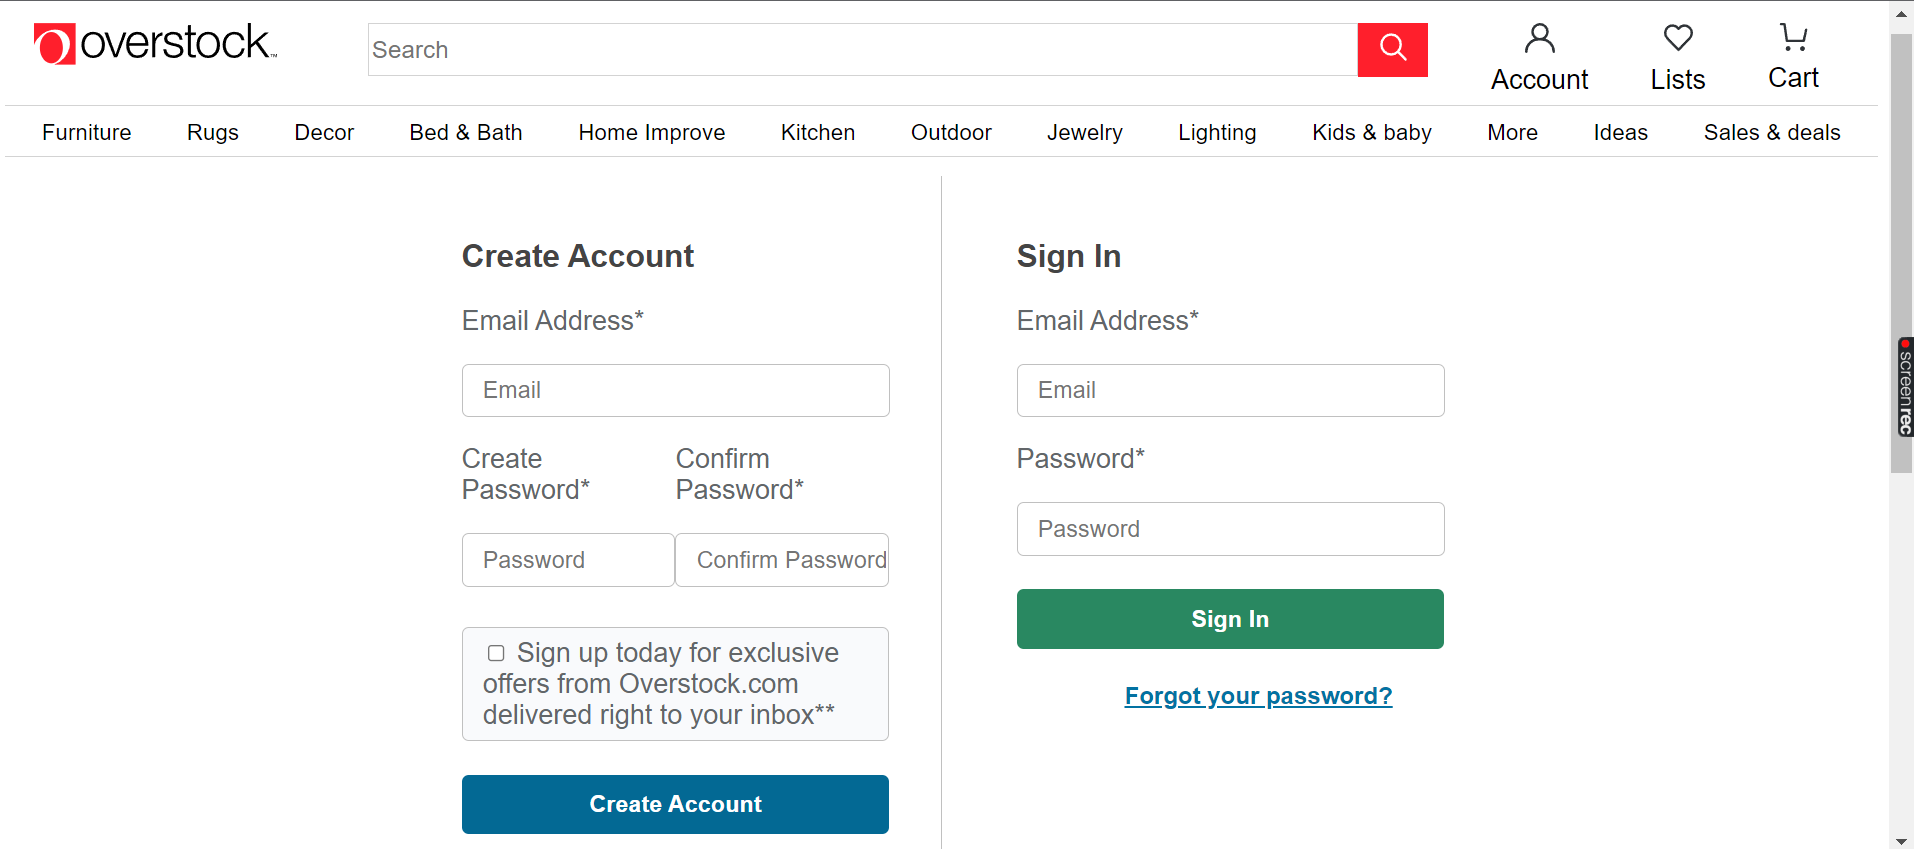 overstock™
Search
Account
Lists
Cart
Furniture
Rugs
Decor
Bed & Bath
Home Improve
Kitchen
Outdoor
Jewelry
Lighting
Kids & baby
More
Ideas
Sales & deals
Create Account
Email Address*
Email
Create
Password*
Confirm
Password*
Password
Confirm Password
Sign up today for exclusive
offers from Overstock.com
delivered right to your inbox**
Create Account
Sign In
Email Address*
Email
Password*
Password
Sign In
Forgot your password?
screenrec